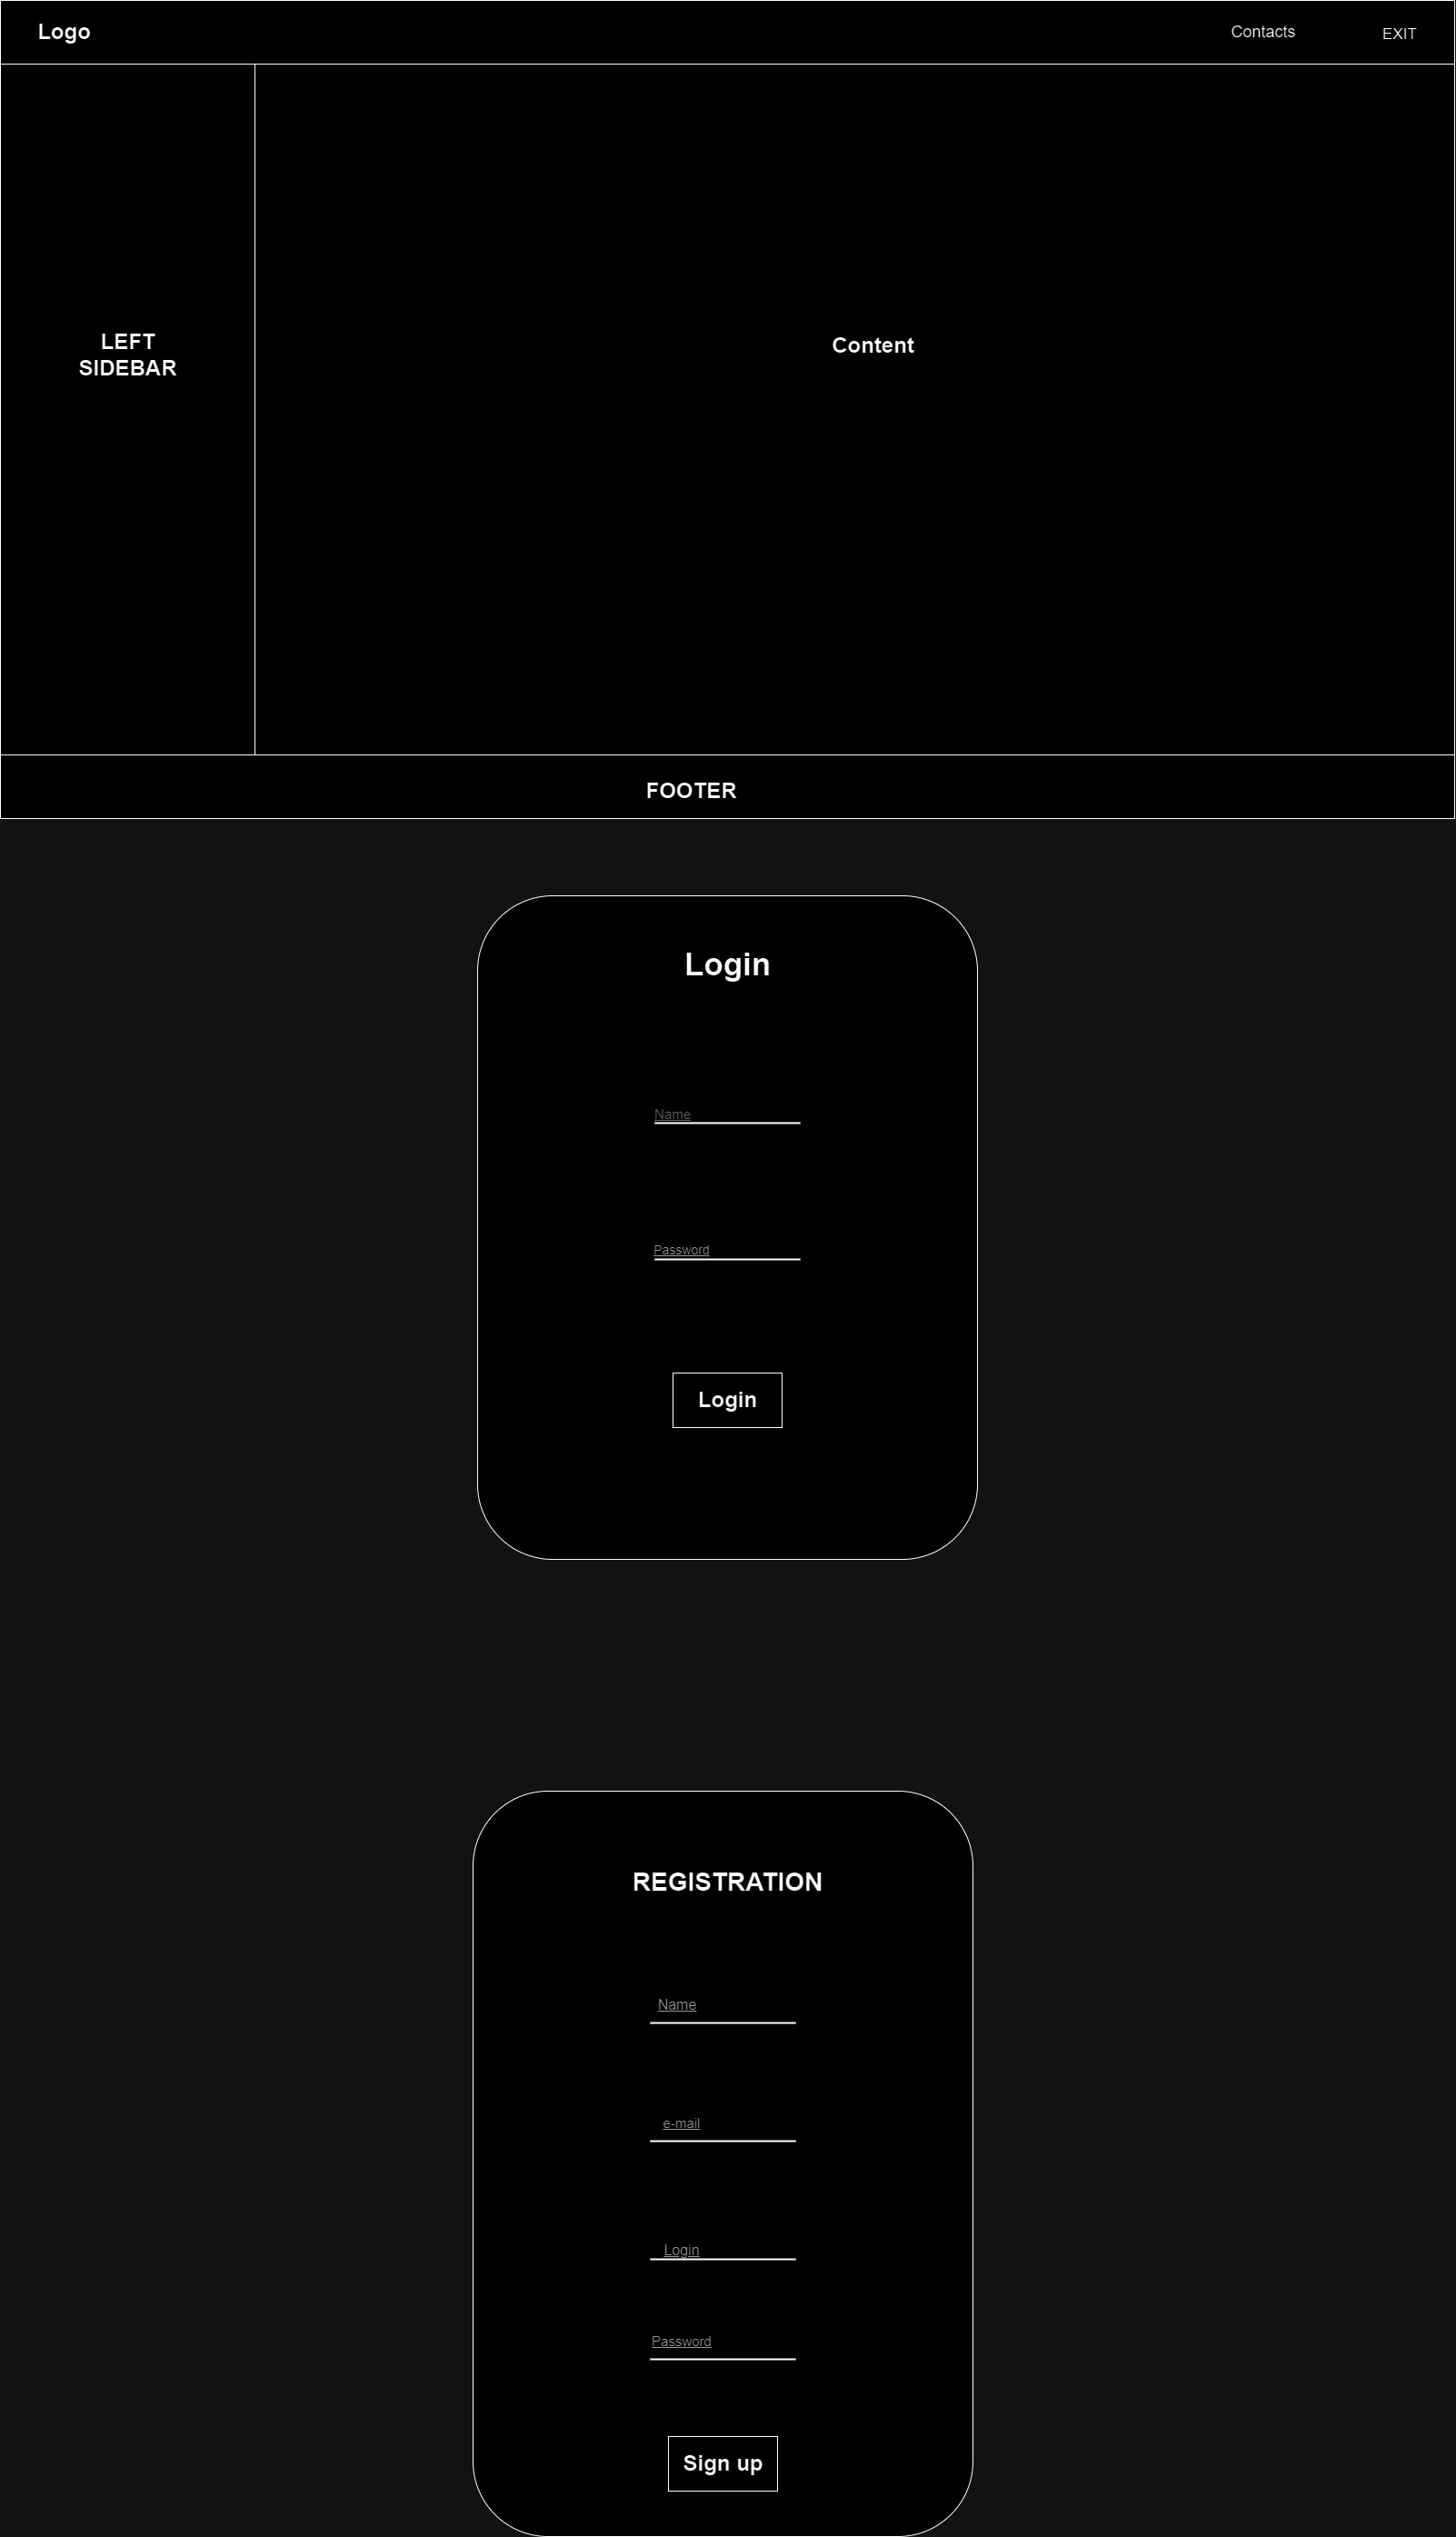 Logo
Contacts
EXIT
LEFT
SIDEBAR
Content
FOOTER
Login
Name
Password
Login
REGISTRATION
Name
e-mail
Login
Password
Sign up